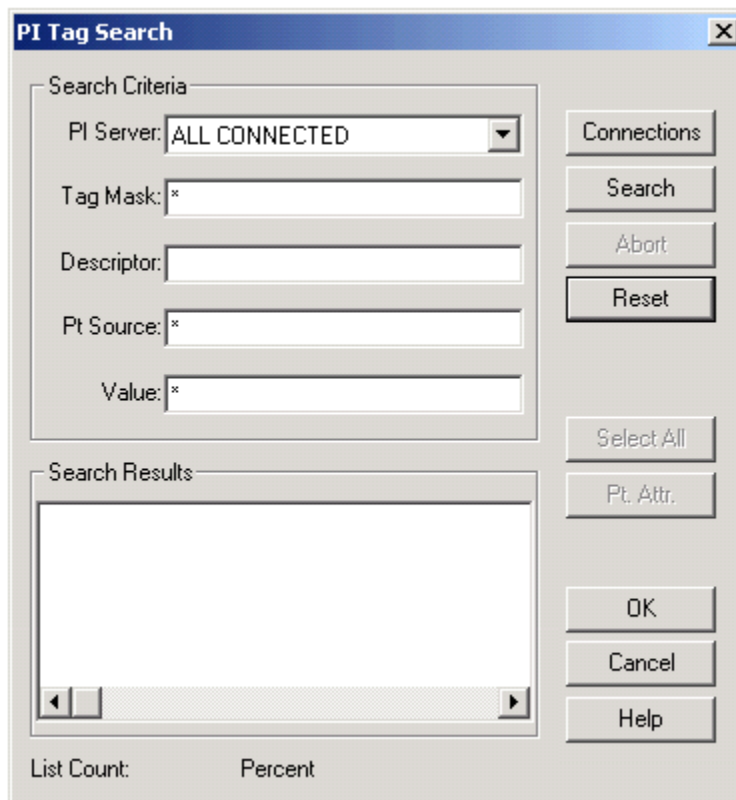 PI Tag Search
Search Criteria
PI Server: ALL CONNECTED
Tag Mask: *
Descriptor:
Pt Source: *
Value: *
Connections
Search
Abort
Reset
Select All
Pt. Attr.
Search Results
OK
Cancel
Help
List Count: Percent